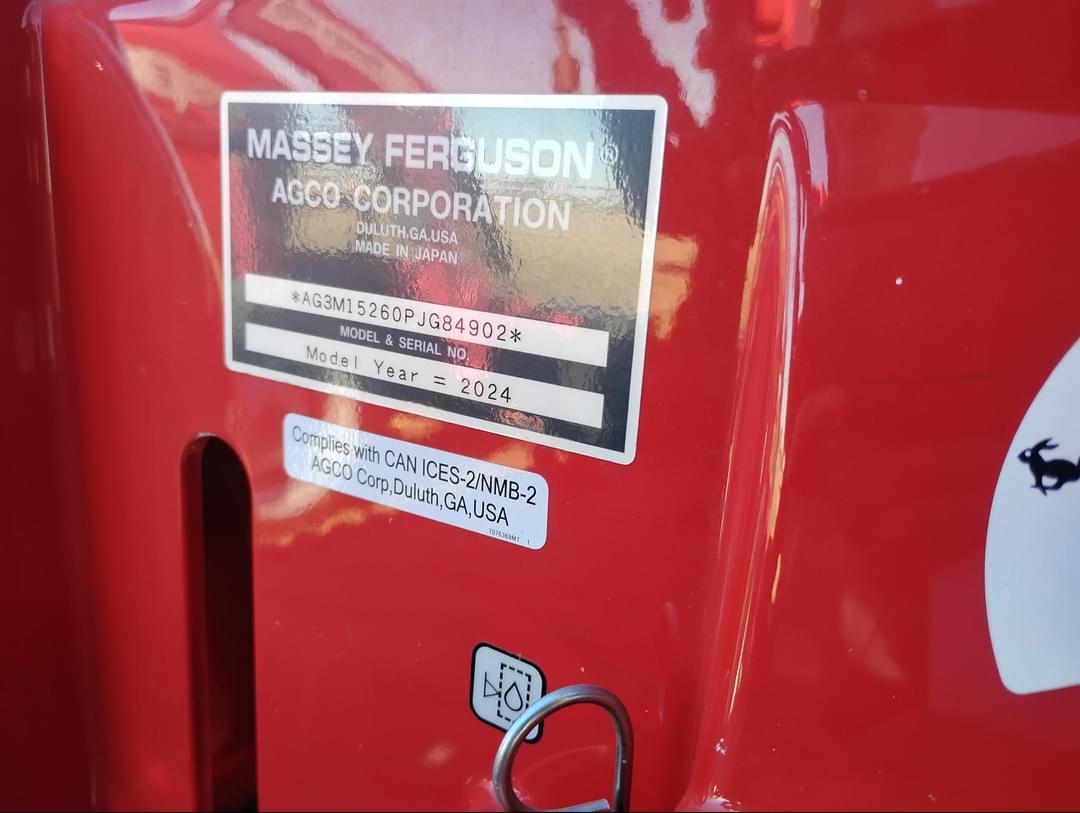 MASSEY FERGUSON®
AGCO CORPORATION
DULUTH,GA,USA
MADE IN JAPAN
*AG3M15260PJG84902*
MODEL & SERIAL NO.
Model Year = 2024
Complies with CAN ICES-2/NMB-2
AGCO Corp,Duluth,GA,USA